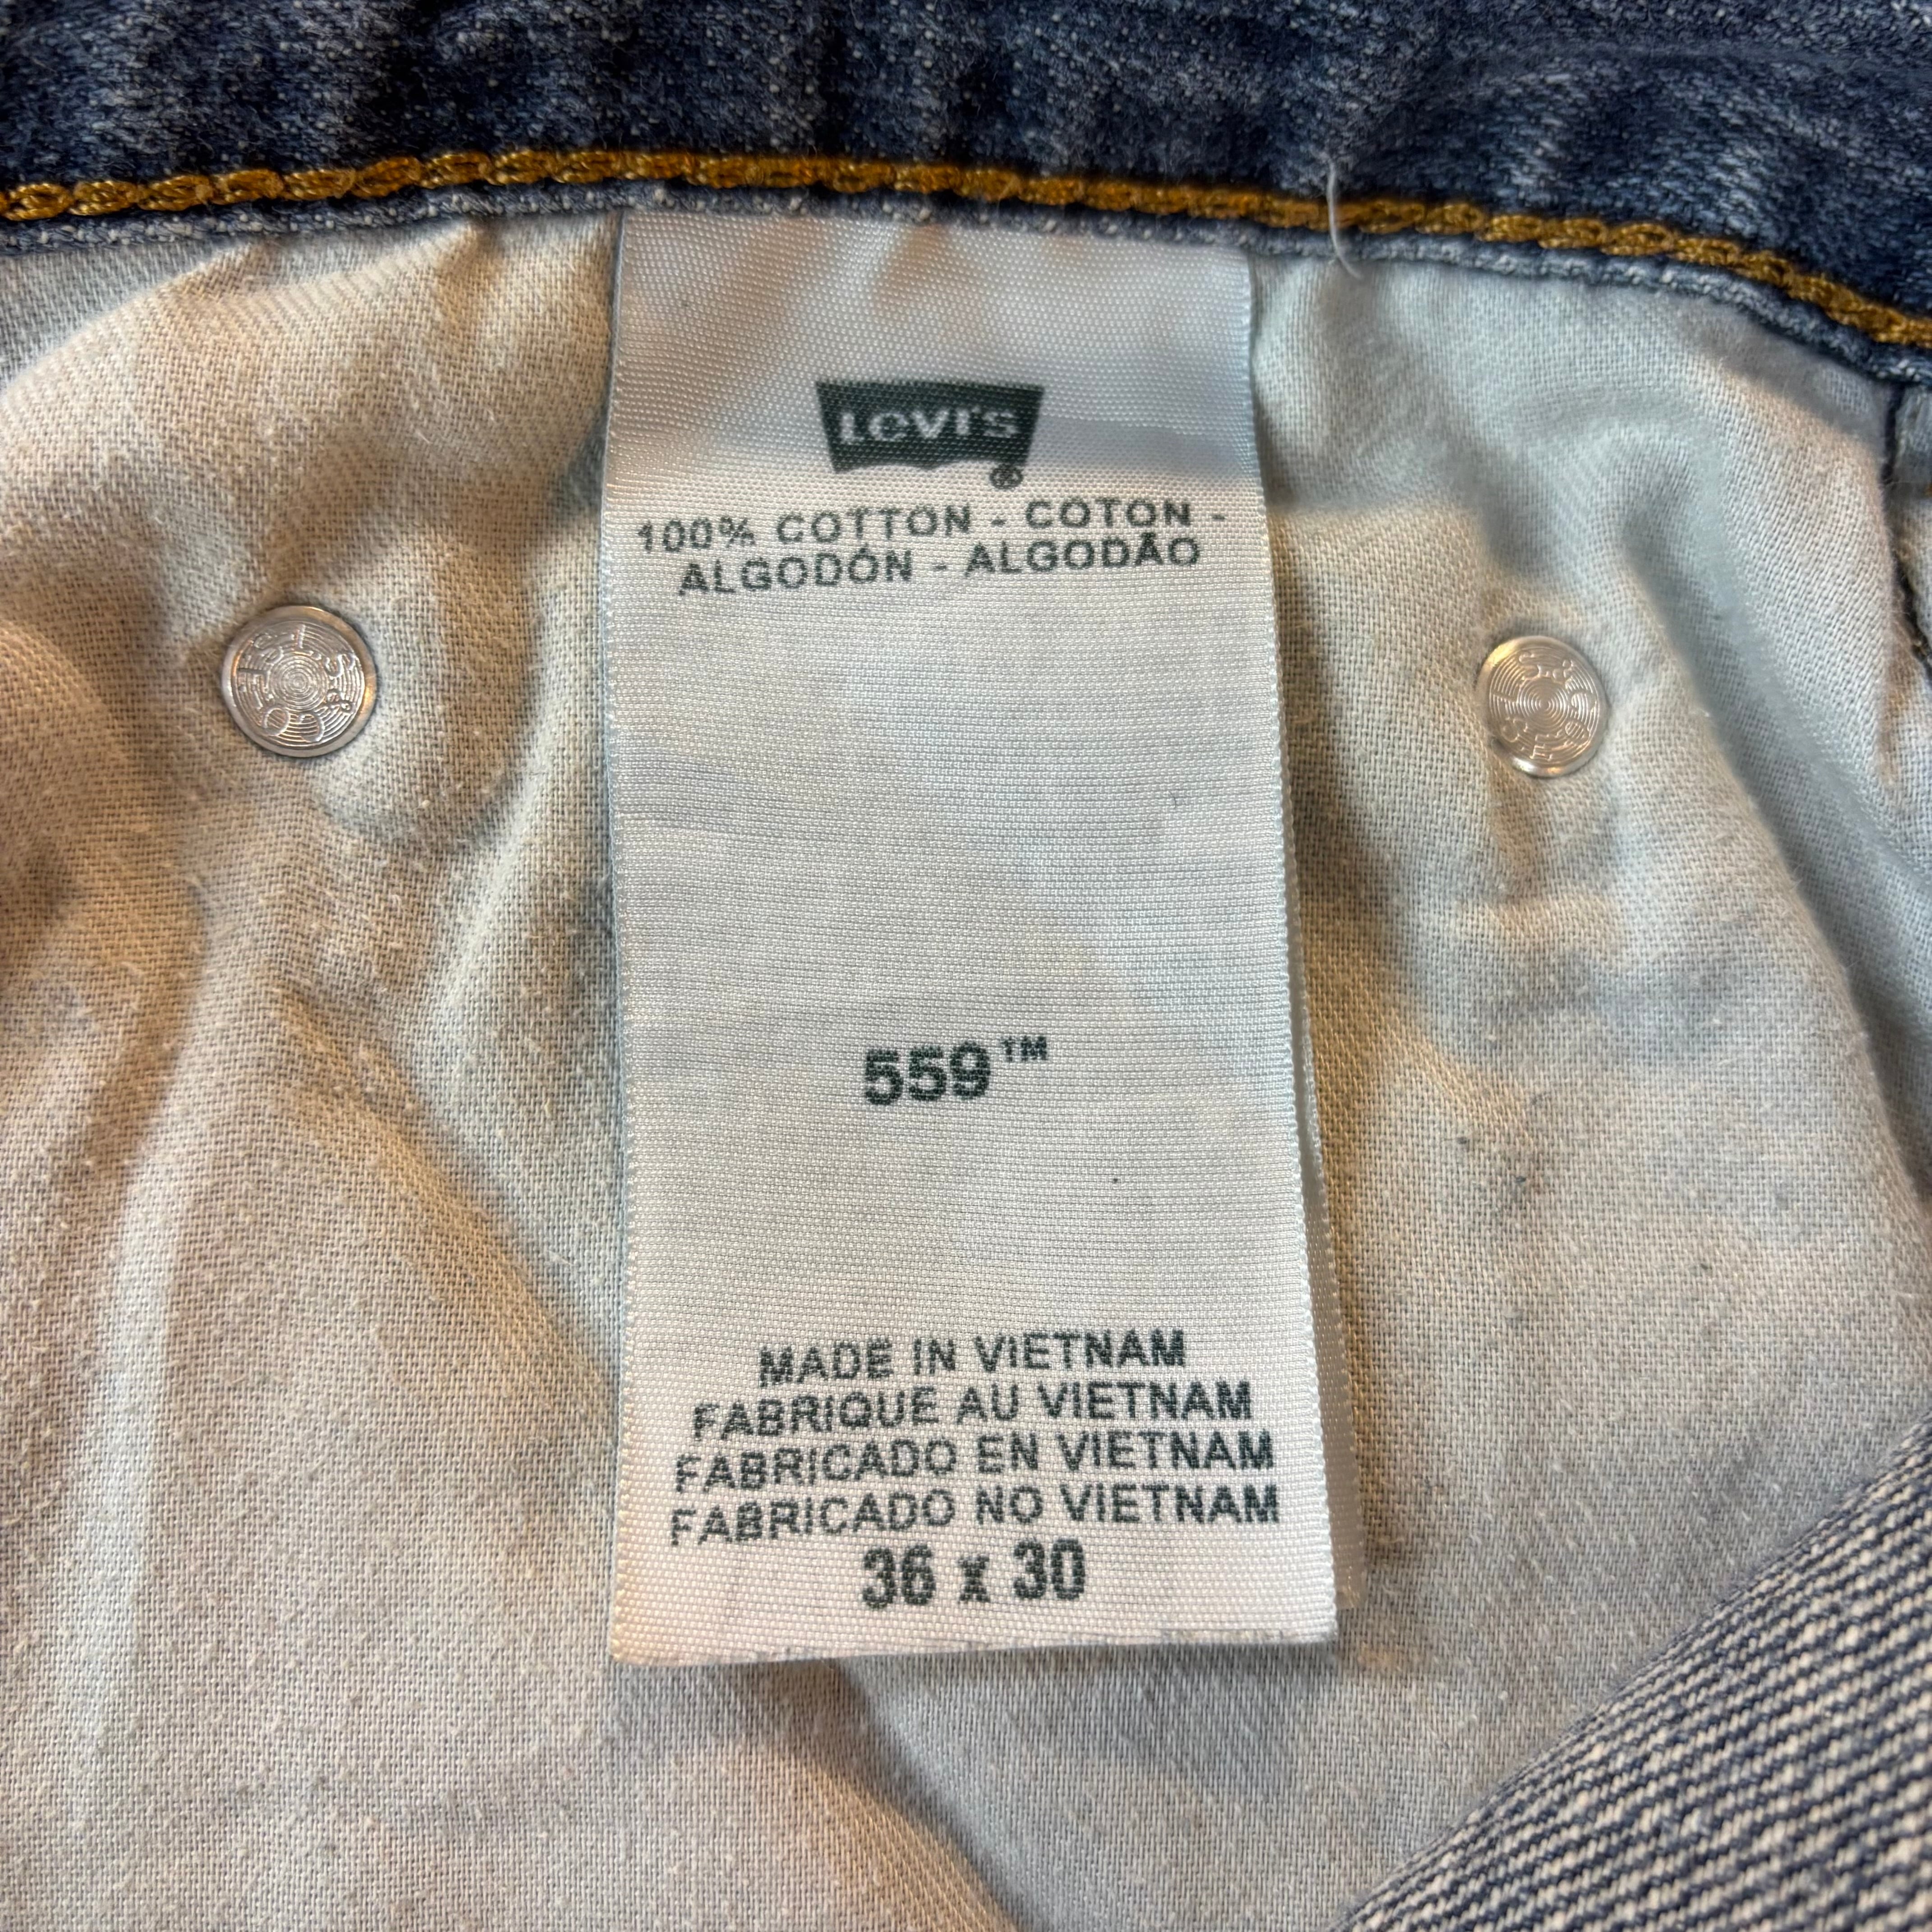 Levi's
®
100% COTTON - COTON -
ALGODÓN - ALGODÃO
559™
MADE IN VIETNAM
FABRIQUE AU VIETNAM
FABRICADO EN VIETNAM
FABRICADO NO VIETNAM
36 x 30